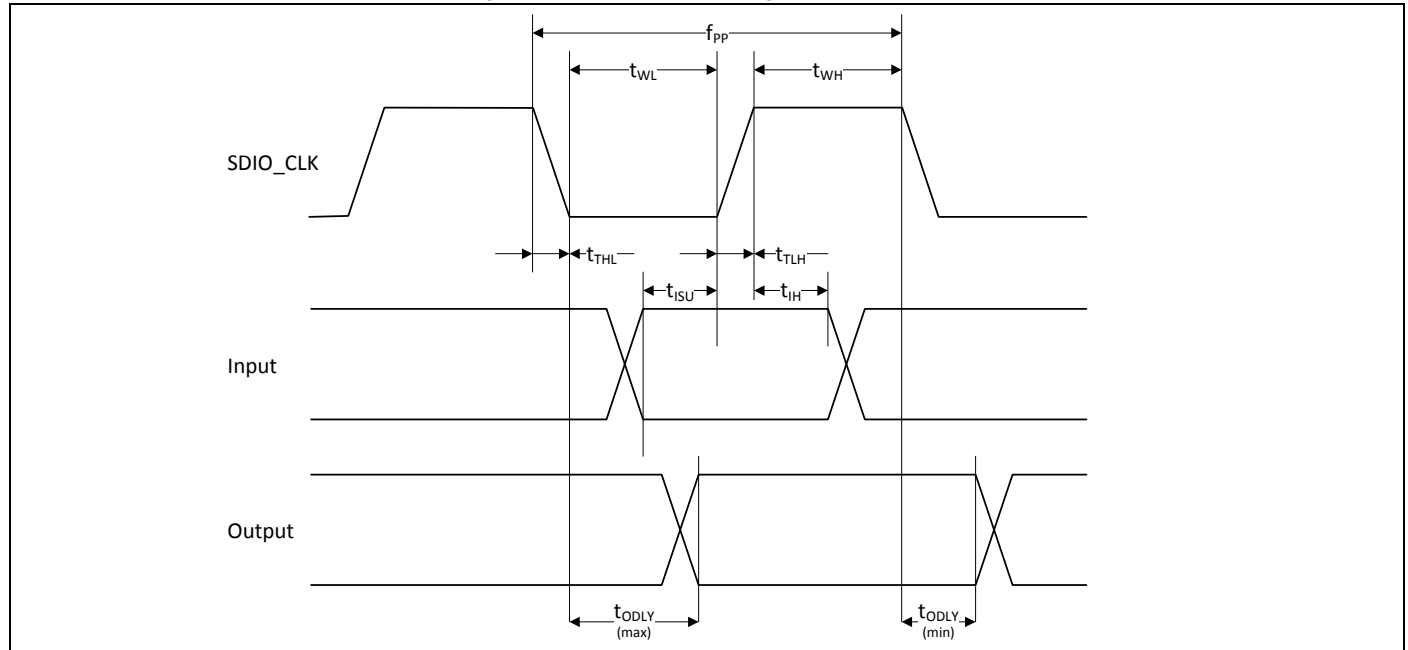 fPP
tWL
tWH
SDIO_CLK
tTHL
tTLH
tISU
tIH
Input
Output
tODLY
(max)
tODLY
(min)